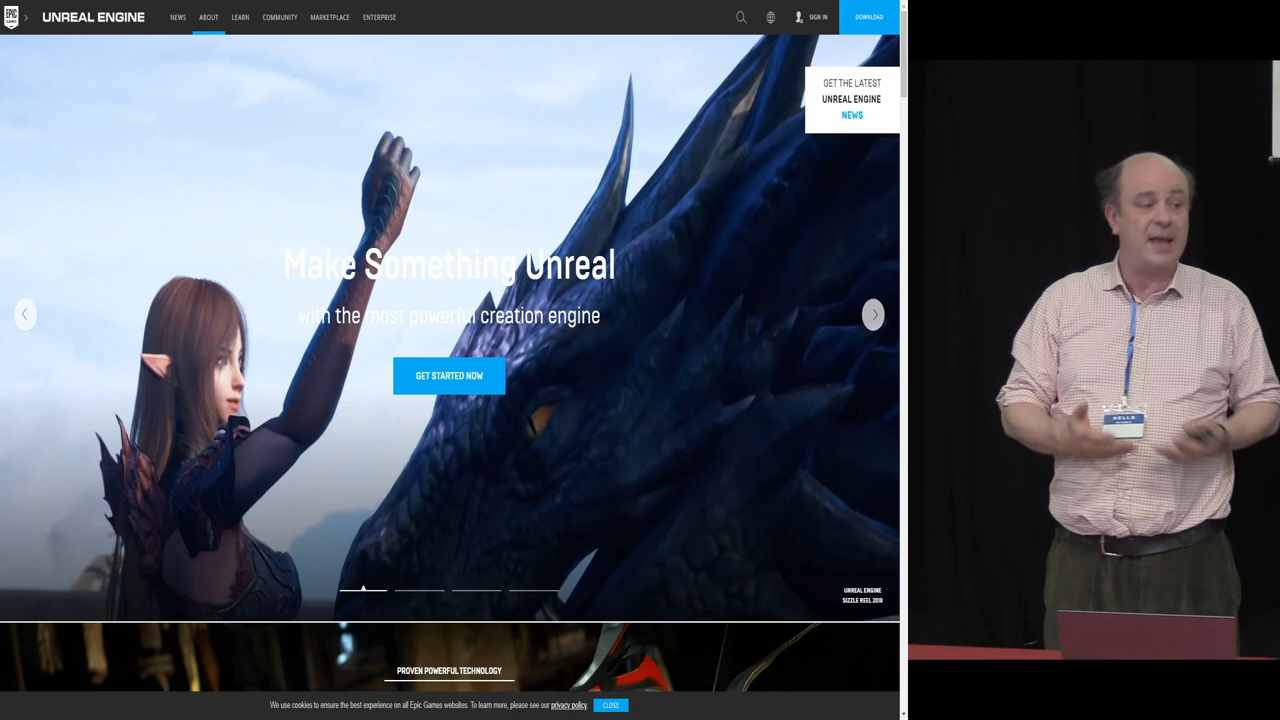 EPIC
GAMES
UNREAL ENGINE
NEWS
ABOUT
LEARN
COMMUNITY
MARKETPLACE
ENTERPRISE
SIGN IN
DOWNLOAD
GET THE LATEST
UNREAL ENGINE
NEWS
Make Something Unreal
with the most powerful creation engine
GET STARTED NOW
UNREAL ENGINE
SIZZLE REEL 2018
PROVEN POWERFUL TECHNOLOGY
We use cookies to ensure the best experience on all Epic Games websites. To learn more, please see our privacy policy.
CLOSE
HELLO